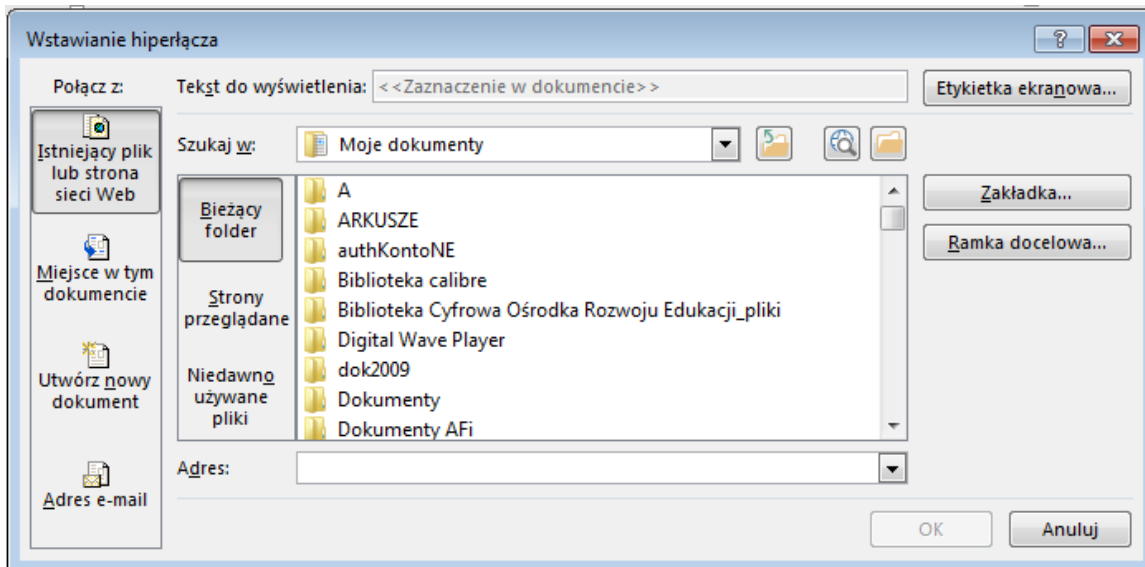 Wstawianie hiperłącza
Połącz z:
Tekst do wyświetlenia: <<Zaznaczenie w dokumencie>>
Etykietka ekranowa...
Istniejący plik
lub strona
sieci Web
Miejsce w tym
dokumencie
Utwórz nowy
dokument
Adres e-mail
Szukaj w:
Moje dokumenty
Bieżący
folder
Strony
przeglądane
Niedawno
używane
pliki
A
ARKUSZE
authKontoNE
Biblioteka calibre
Biblioteka Cyfrowa Ośrodka Rozwoju Edukacji_pliki
Digital Wave Player
dok2009
Dokumenty
Dokumenty AFi
Zakładka...
Ramka docelowa...
Adres:
OK
Anuluj